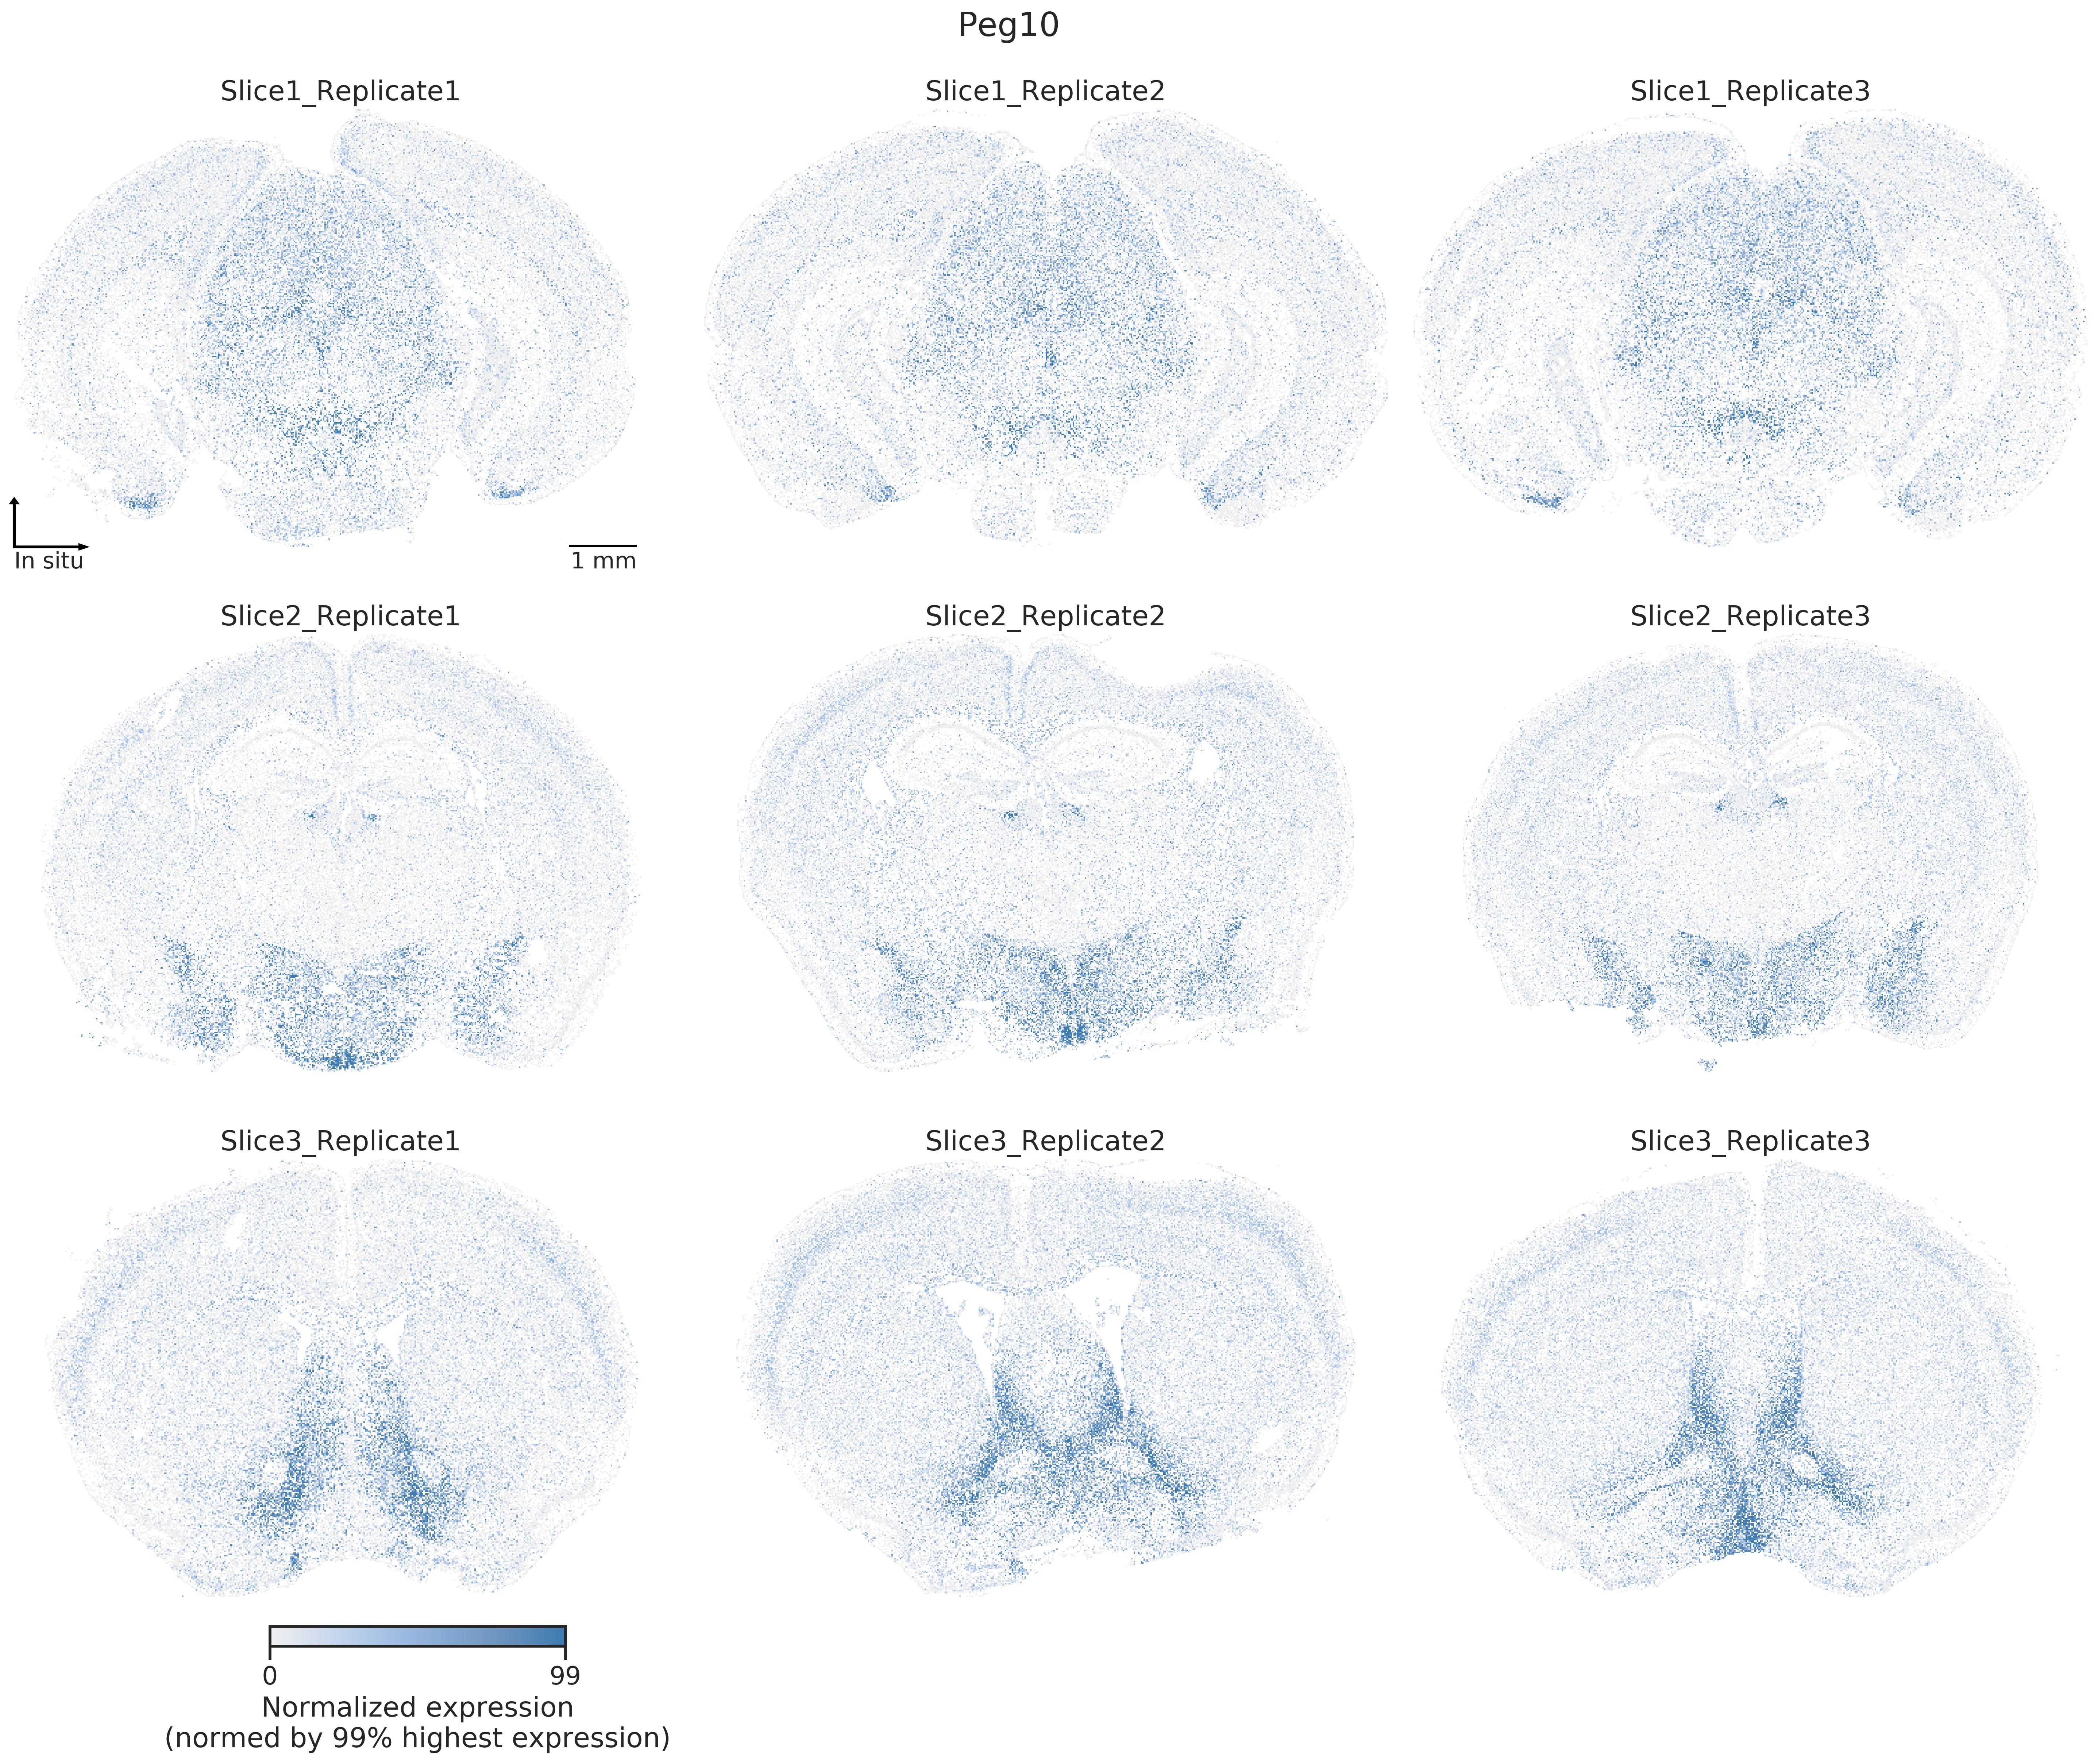 Peg10
Slice1_Replicate1
Slice1_Replicate2
Slice1_Replicate3
In situ
1 mm
Slice2_Replicate1
Slice2_Replicate2
Slice2_Replicate3
Slice3_Replicate1
Slice3_Replicate2
Slice3_Replicate3
0
99
Normalized expression
(normed by 99% highest expression)